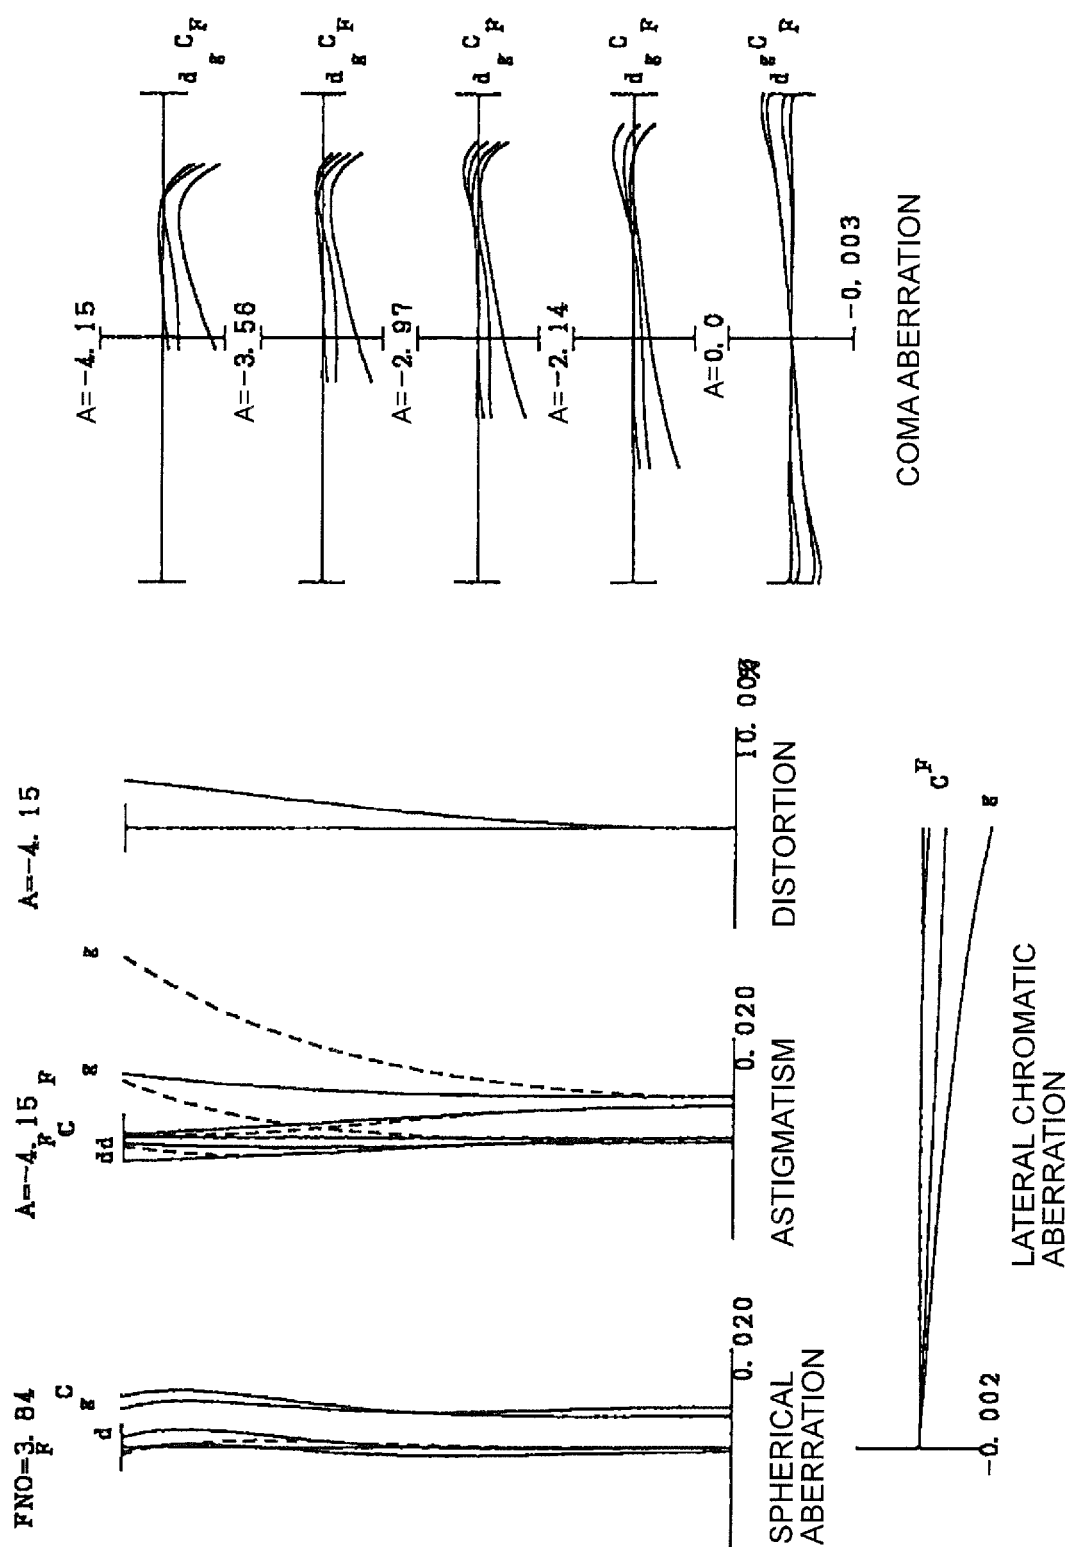 FNO=3.84
F
d
g
C
0.020
SPHERICAL
ABERRATION
A=-4.15
F
C
dd
g
F
g
0.020
ASTIGMATISM
A=-4.15
10.00%
DISTORTION
A=-4.15
d g C F
A=-3.56
d g C F
A=-2.97
d g C F
A=-2.14
d g C F
A=0.0
d g C F
-0.003
COMA ABERRATION
-0.002
C F
g
LATERAL CHROMATIC
ABERRATION